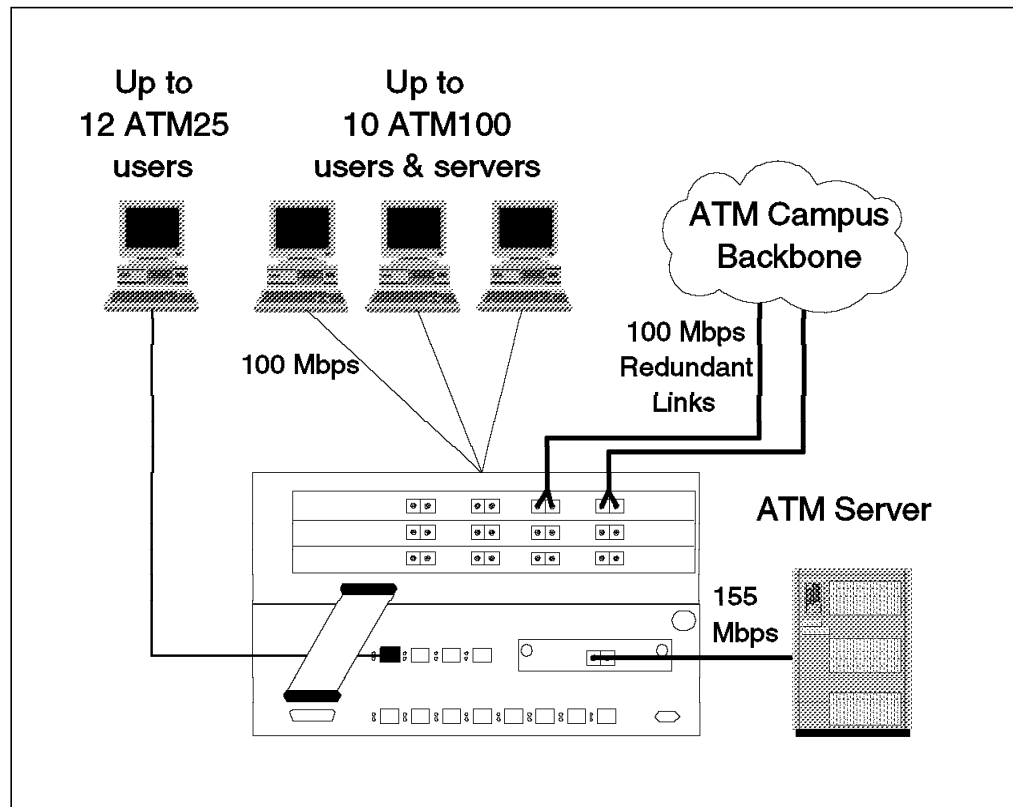 Up to
12 ATM25
users
Up to
10 ATM100
users & servers
ATM Campus
Backbone
100 Mbps
100 Mbps
Redundant
Links
ATM Server
155
Mbps